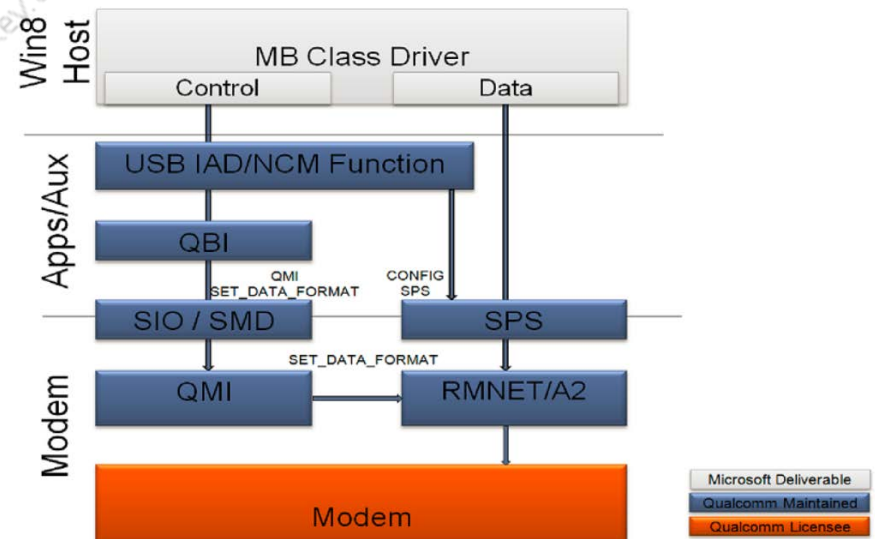 Win8
Host
MB Class Driver
Control
Data
Apps/Aux
USB IAD/NCM Function
QBI
QMI
SET_DATA_FORMAT
CONFIG
SPS
SIO / SMD
SPS
Modem
SET_DATA_FORMAT
QMI
RMNET/A2
Modem
Microsoft Deliverable
Qualcomm Maintained
Qualcomm Licensee